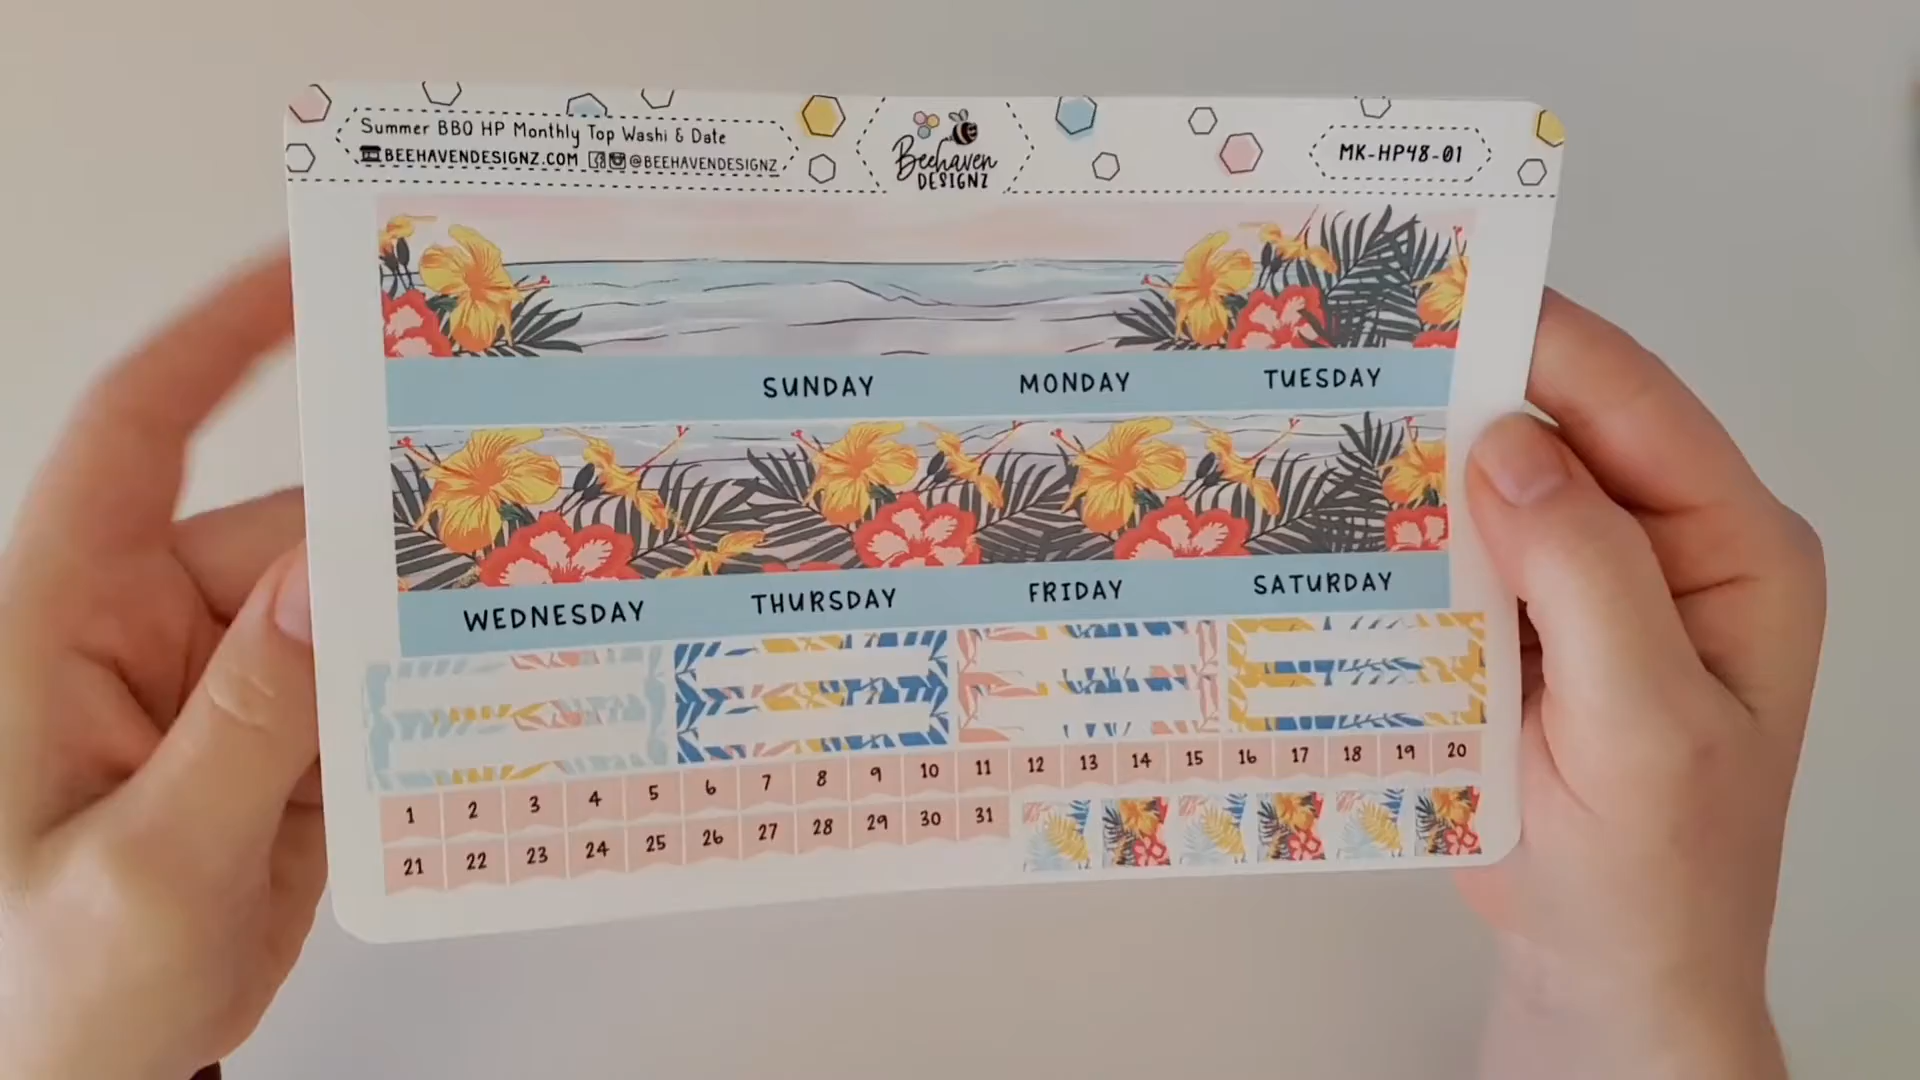 Summer BBQ HP Monthly Top Washi & Date
BEEHAVENDESIGNZ.COM @BEEHAVENDESIGNZ
Beehaven
DESIGNZ
MK-HP48-01
SUNDAY MONDAY TUESDAY
WEDNESDAY THURSDAY FRIDAY SATURDAY
1 2 3 4 5 6 7 8 9 10 11 12 13 14 15 16 17 18 19 20
21 22 23 24 25 26 27 28 29 30 31